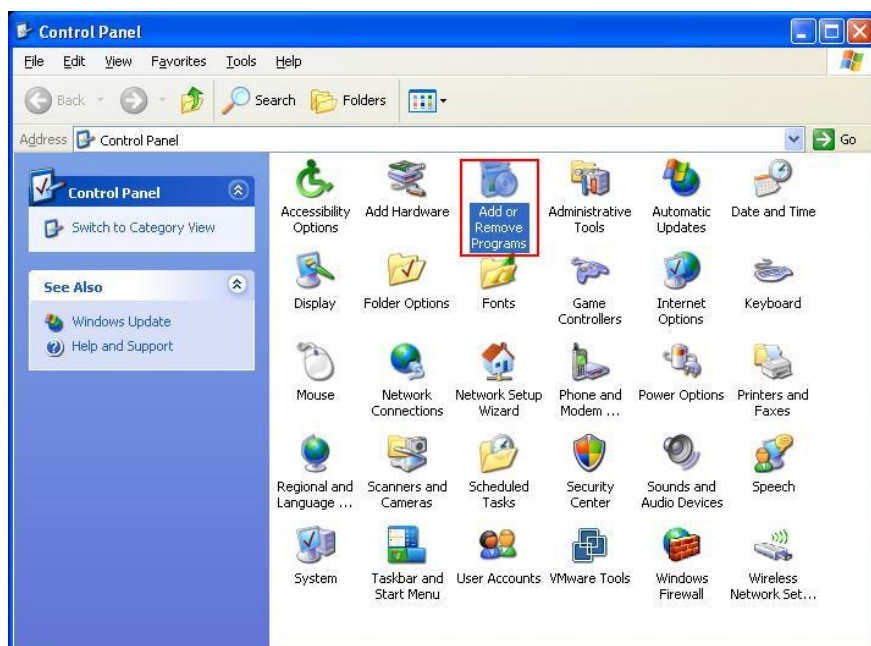 Control Panel
File Edit View Favorites Tools Help
Back Search Folders
Address Control Panel Go
Control Panel
Switch to Category View
See Also
Windows Update
Help and Support
Accessibility Options
Add Hardware
Add or Remove Programs
Administrative Tools
Automatic Updates
Date and Time
Display
Folder Options
Fonts
Game Controllers
Internet Options
Keyboard
Mouse
Network Connections
Network Setup Wizard
Phone and Modem ...
Power Options
Printers and Faxes
Regional and Language ...
Scanners and Cameras
Scheduled Tasks
Security Center
Sounds and Audio Devices
Speech
System
Taskbar and Start Menu
User Accounts
VMware Tools
Windows Firewall
Wireless Network Set...